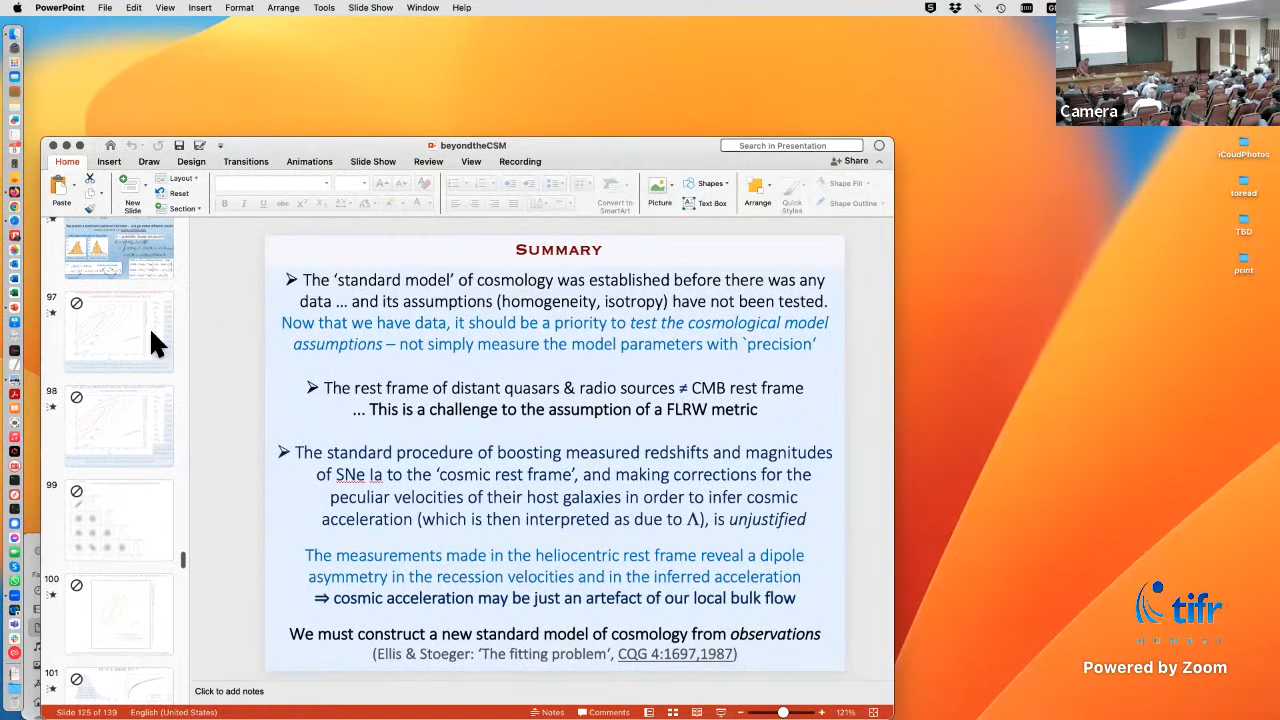 PowerPoint File Edit View Insert Format Arrange Tools Slide Show Window Help
beyondtheCSM
Search in Presentation
Home Insert Draw Design Transitions Animations Slide Show Review View Recording
Share
Paste
New Slide
Layout
Reset
Section
Convert to SmartArt
Picture
Shapes
Text Box
Arrange
Quick Styles
Shape Fill
Shape Outline
97
98
99
100
101
SUMMARY
➢ The ‘standard model’ of cosmology was established before there was any
data ... and its assumptions (homogeneity, isotropy) have not been tested.
Now that we have data, it should be a priority to test the cosmological model
assumptions – not simply measure the model parameters with `precision’
➢ The rest frame of distant quasars & radio sources ≠ CMB rest frame
... This is a challenge to the assumption of a FLRW metric
➢ The standard procedure of boosting measured redshifts and magnitudes
of SNe Ia to the ‘cosmic rest frame’, and making corrections for the
peculiar velocities of their host galaxies in order to infer cosmic
acceleration (which is then interpreted as due to Λ), is unjustified
The measurements made in the heliocentric rest frame reveal a dipole
asymmetry in the recession velocities and in the inferred acceleration
⇒ cosmic acceleration may be just an artefact of our local bulk flow
We must construct a new standard model of cosmology from observations
(Ellis & Stoeger: ‘The fitting problem‘, CQG 4:1697,1987)
Click to add notes
Slide 125 of 139 English (United States)
Notes Comments
121%
Camera
iCoudPhotos
toread
TBD
print
tifr
Powered by Zoom